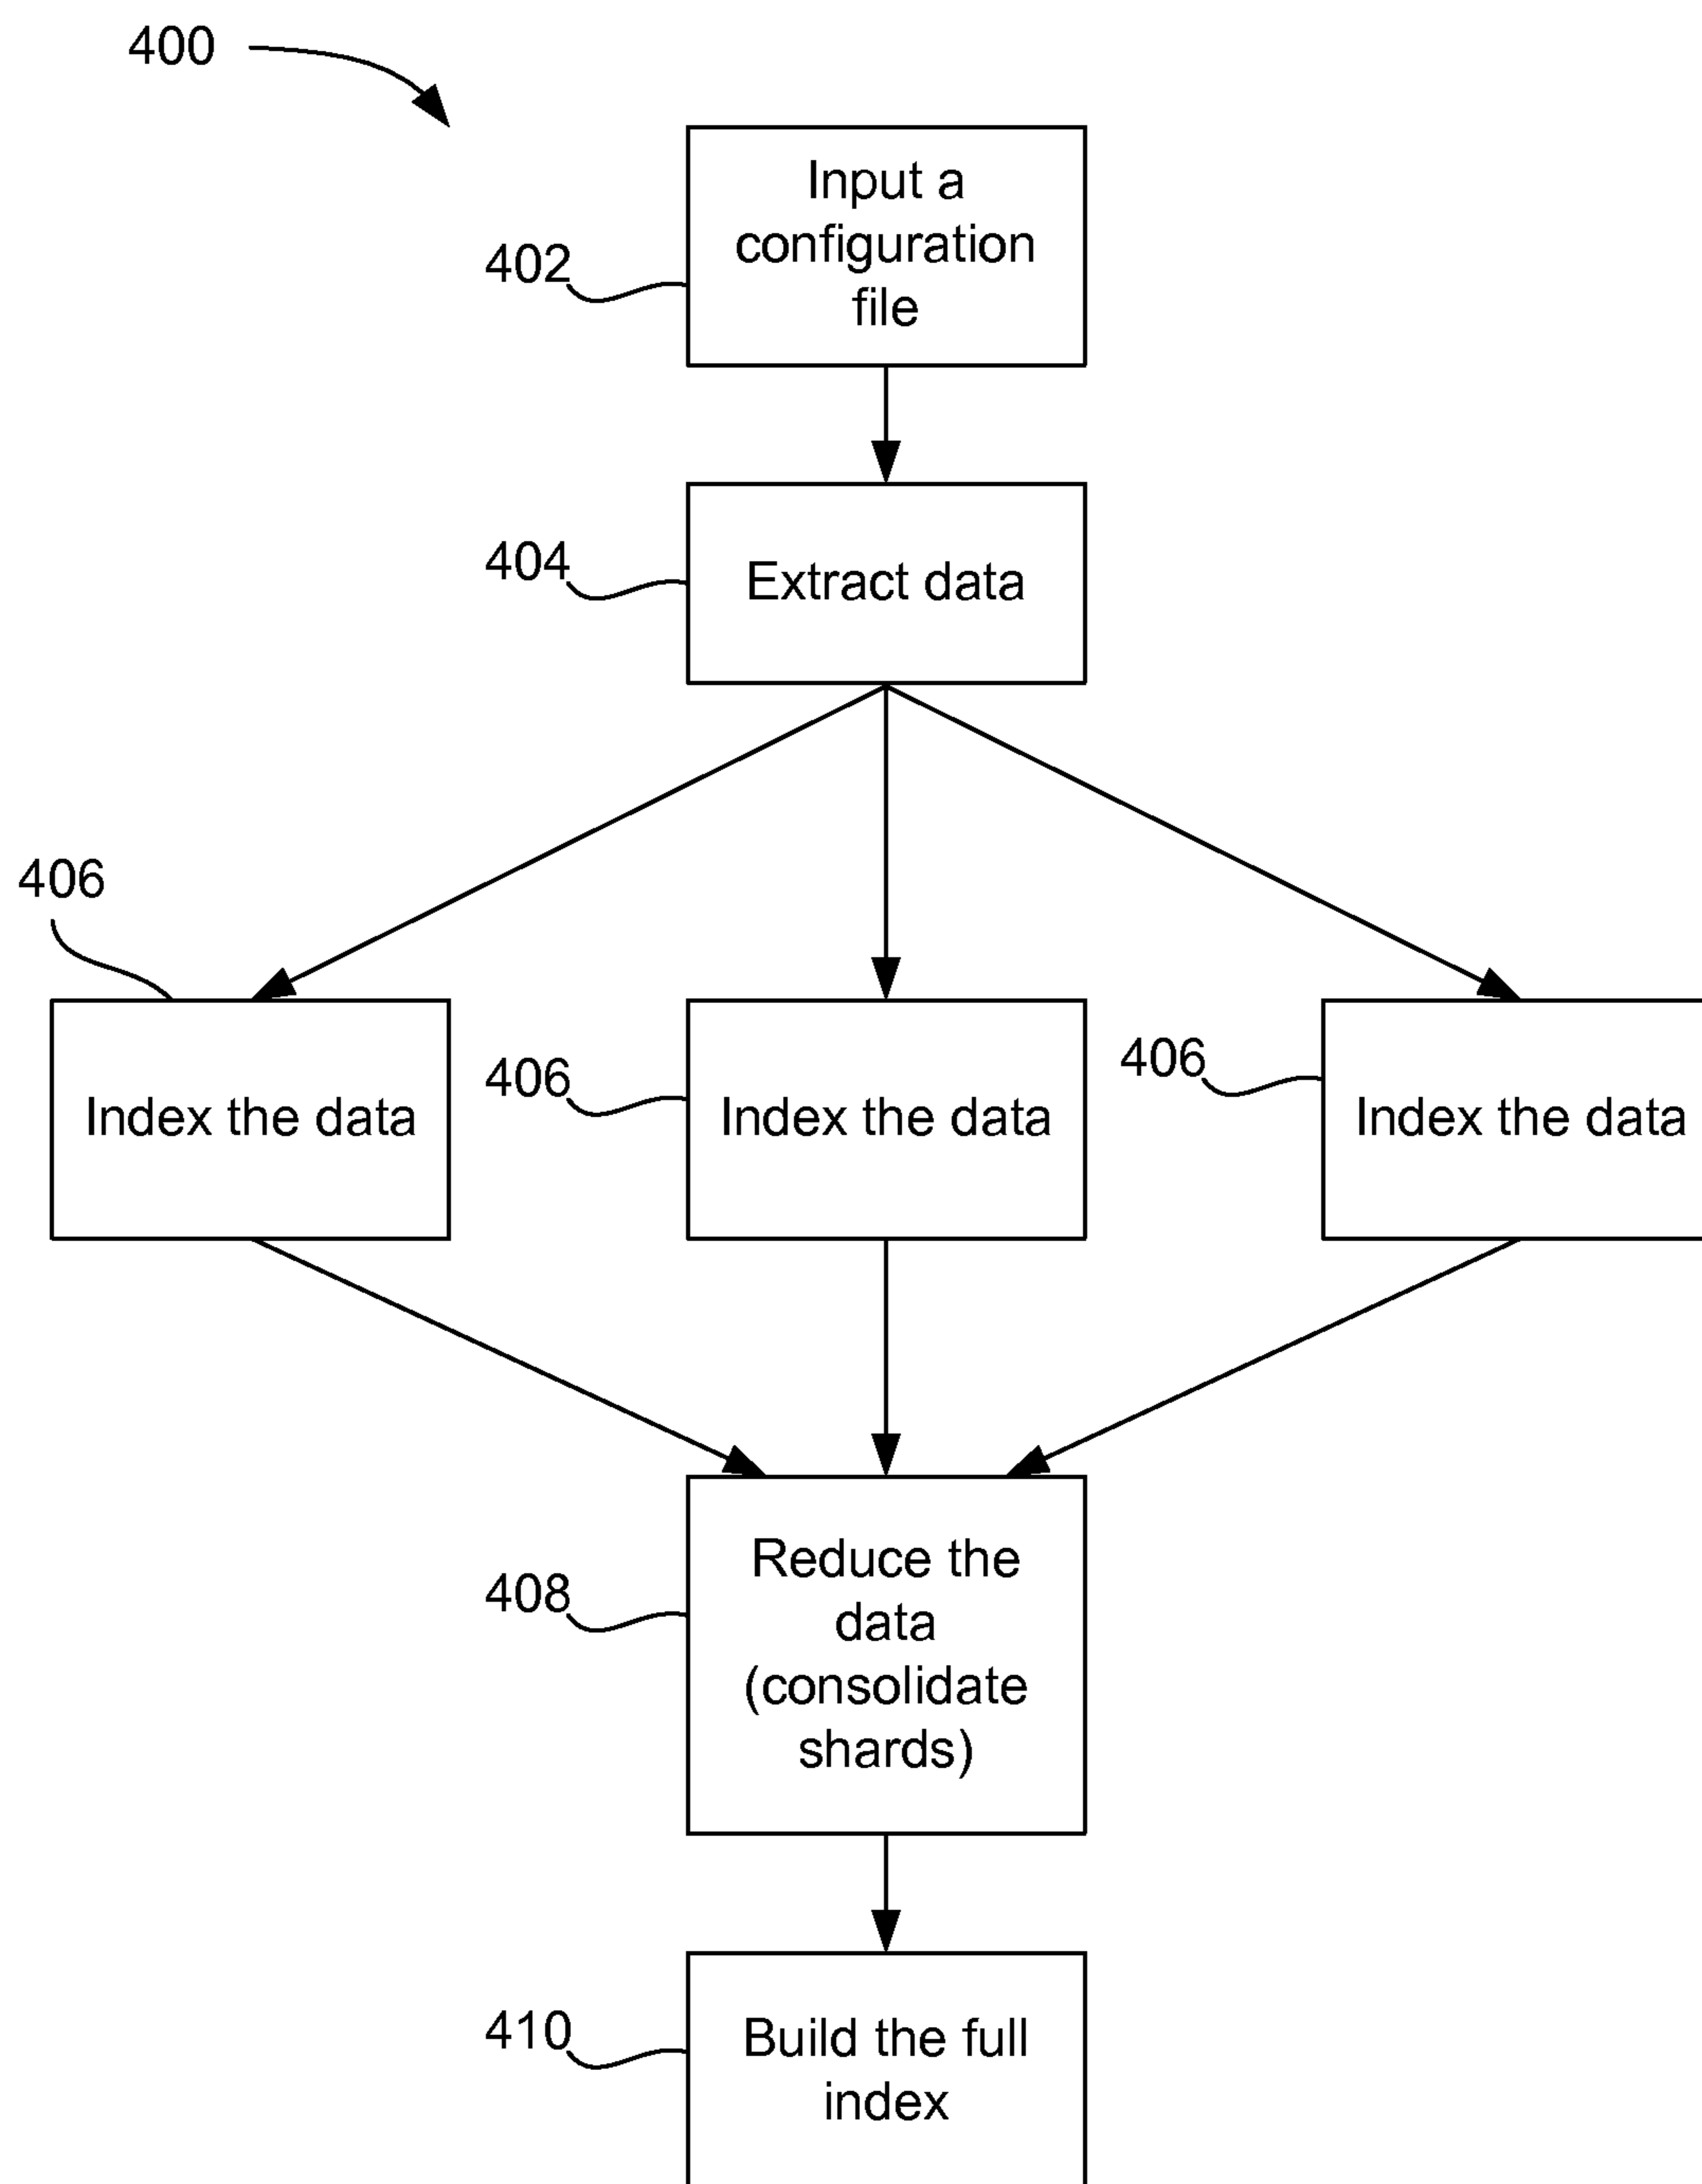 400
Input a
configuration
file
402
Extract data
404
406
Index the data
406
Index the data
406
Index the data
Reduce the
data
(consolidate
shards)
408
Build the full
index
410